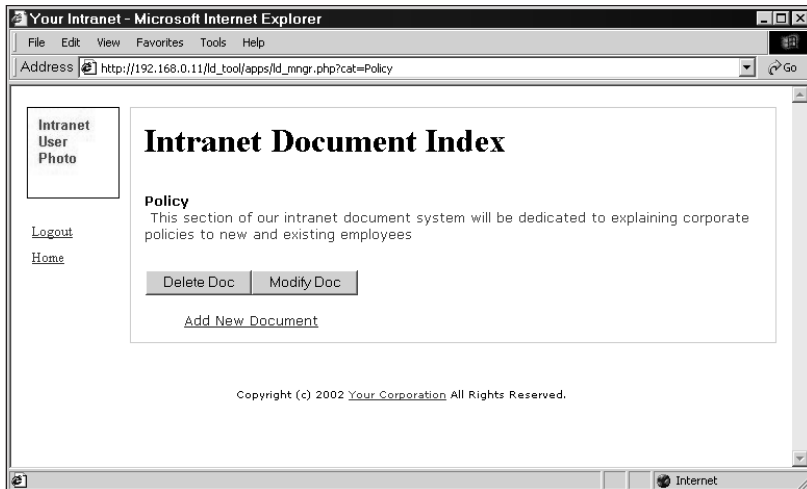 Your Intranet - Microsoft Internet Explorer
File Edit View Favorites Tools Help
Address http://192.168.0.11/ld_tool/apps/ld_mngr.php?cat=Policy Go
Intranet
User
Photo
Logout
Home
Intranet Document Index
Policy
This section of our intranet document system will be dedicated to explaining corporate
policies to new and existing employees
Delete Doc Modify Doc
Add New Document
Copyright (c) 2002 Your Corporation All Rights Reserved.
Internet